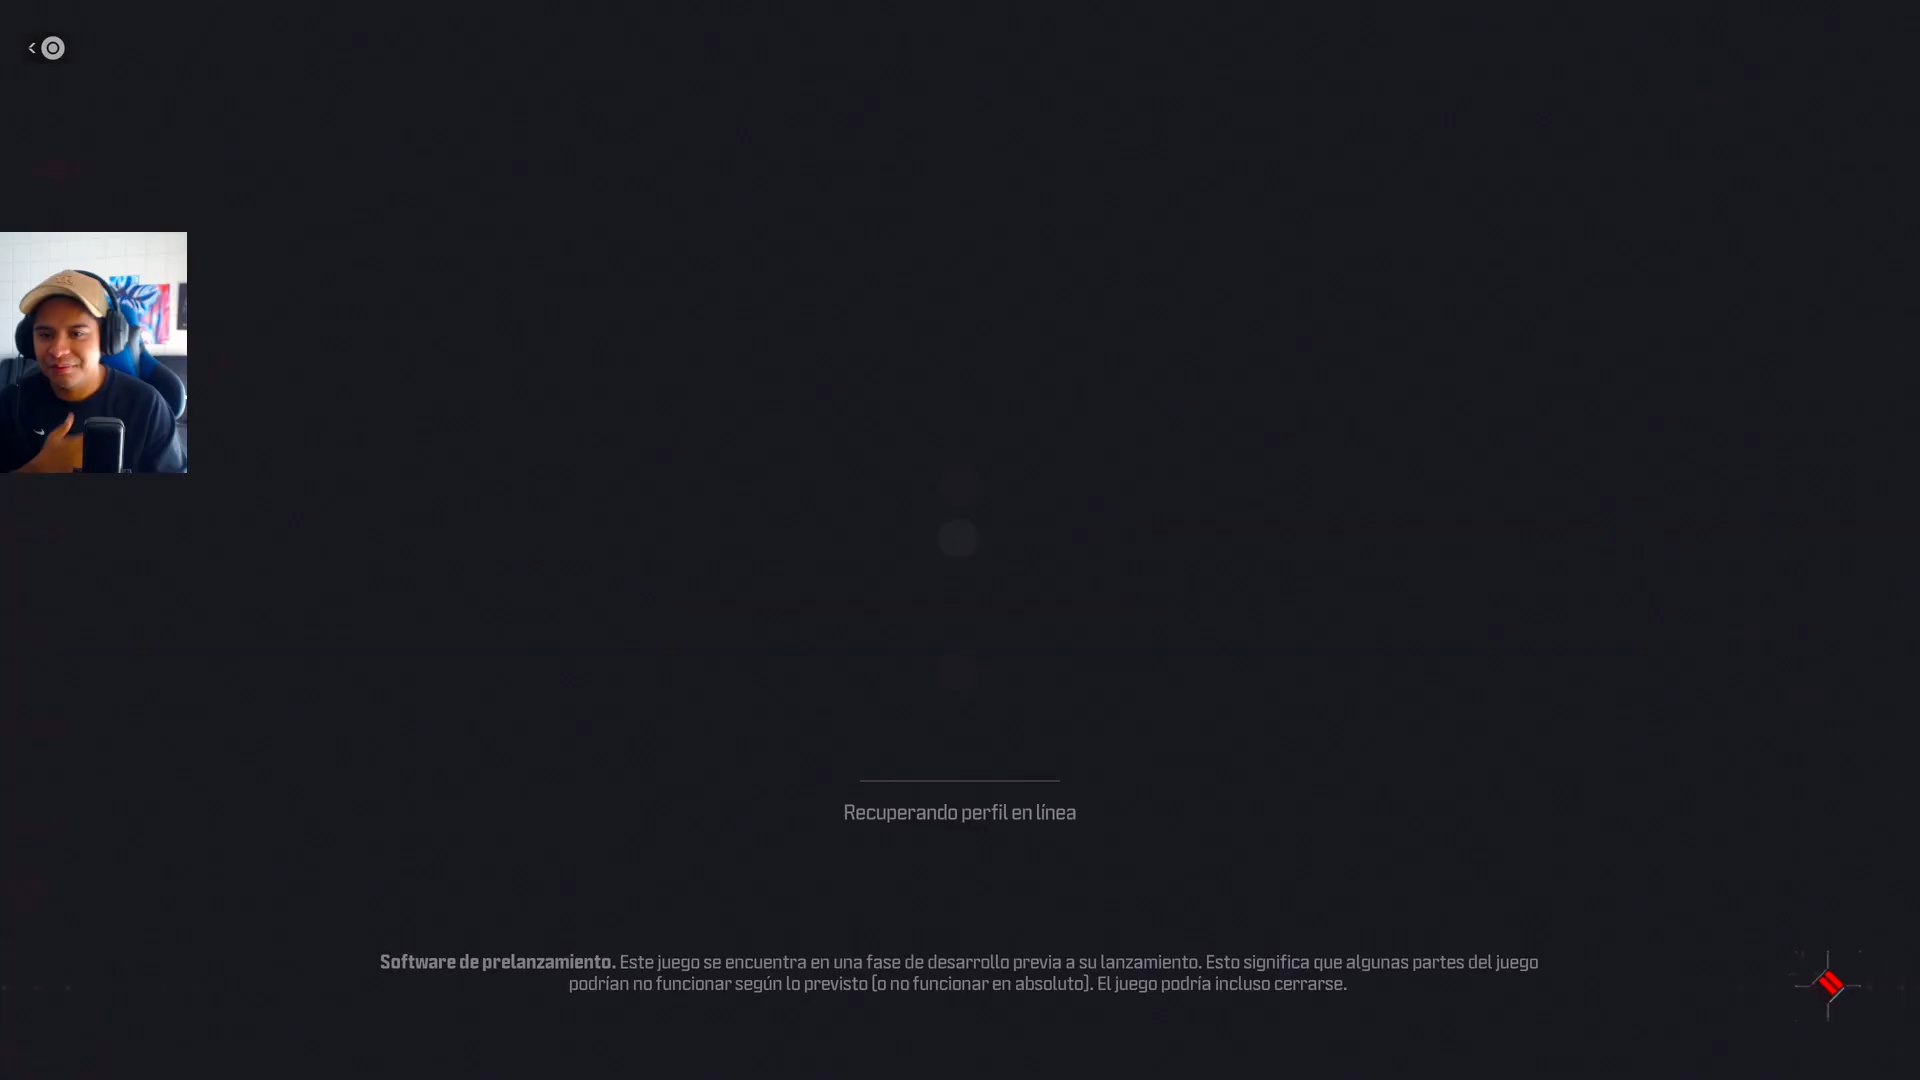 Recuperando perfil en línea
Software de prelanzamiento. Este juego se encuentra en una fase de desarrollo previa a su lanzamiento. Esto significa que algunas partes del juego
podrían no funcionar según lo previsto (o no funcionar en absoluto). El juego podría incluso cerrarse.